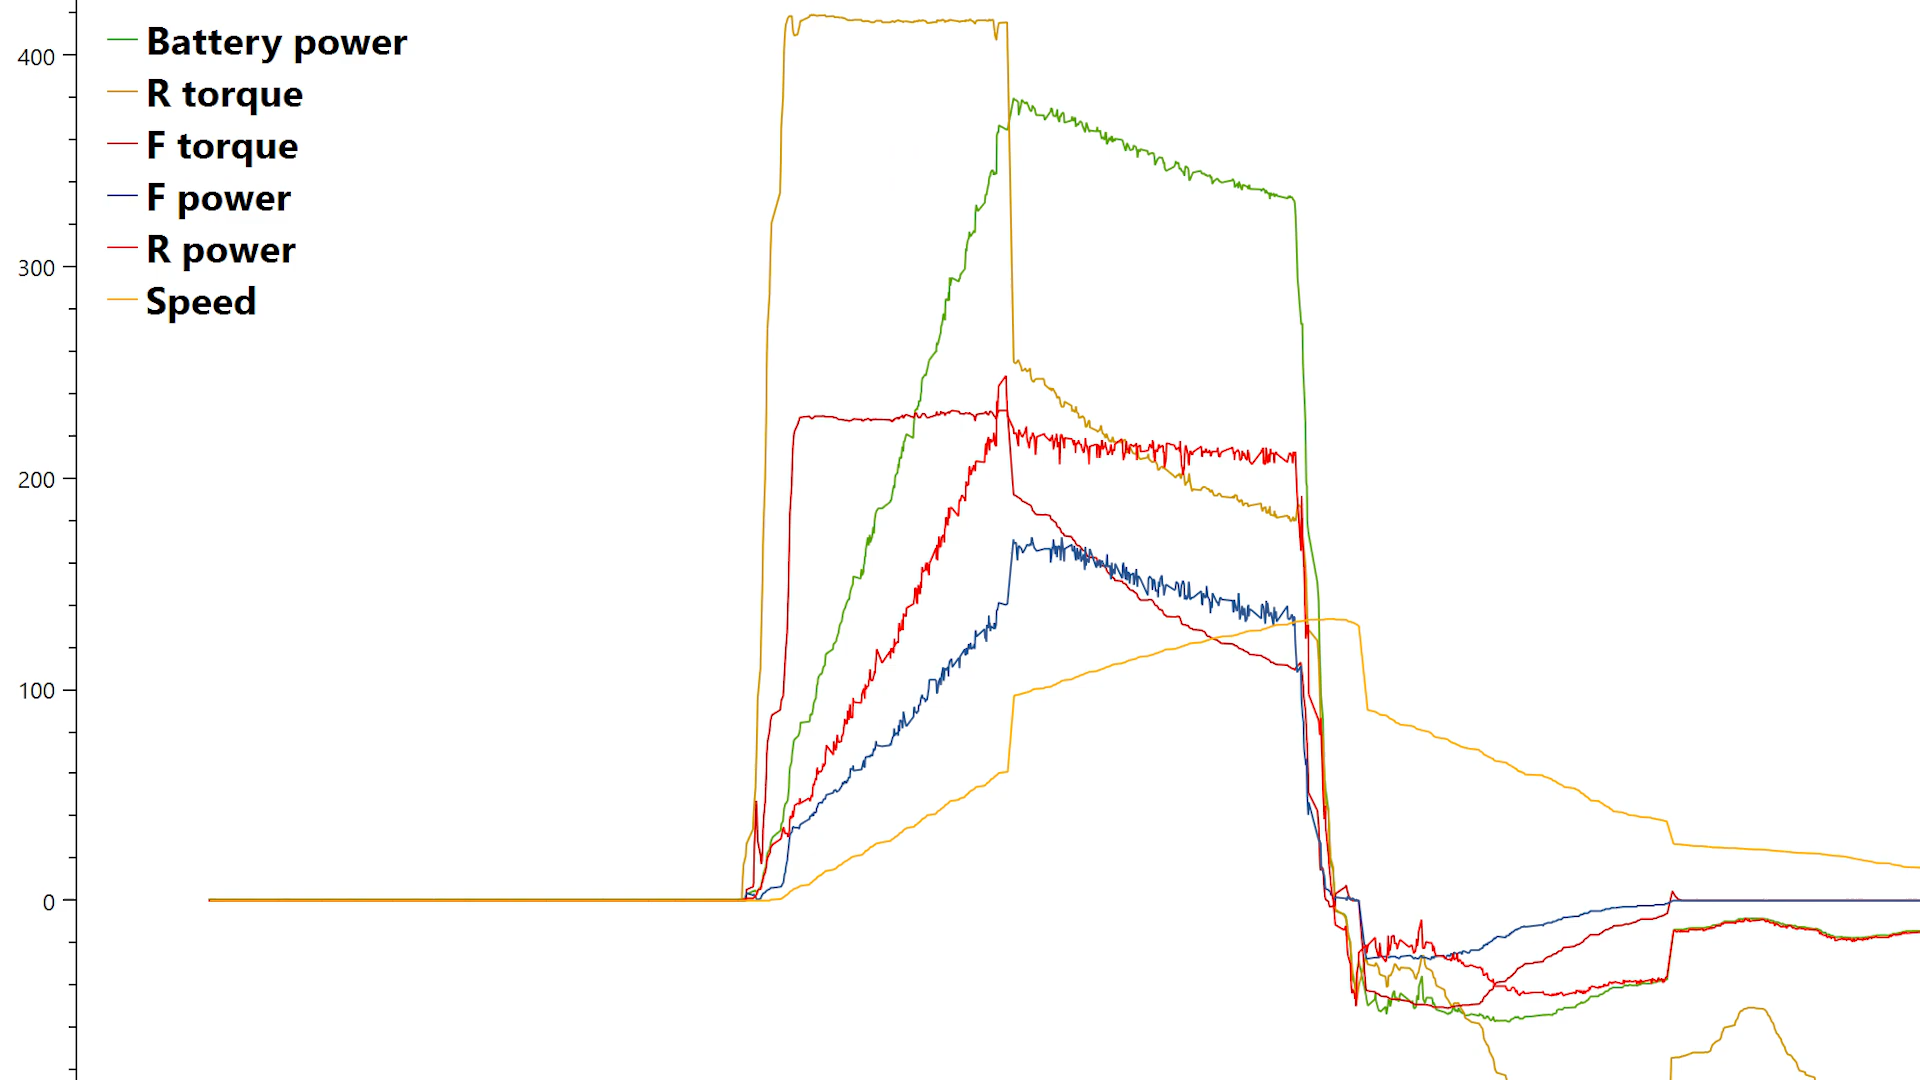 Battery power
R torque
F torque
F power
R power
Speed
400
300
200
100
0